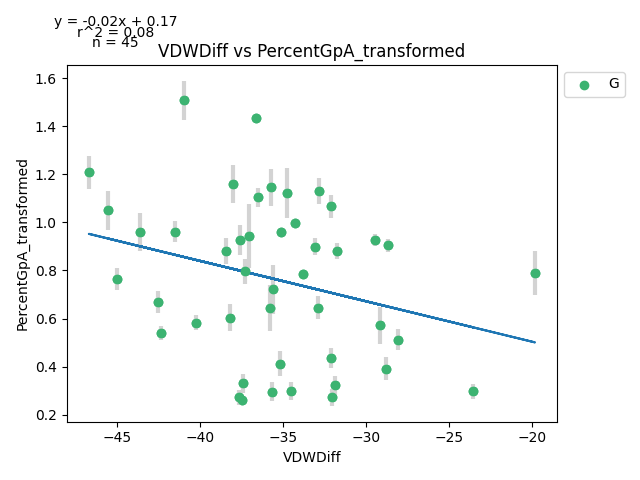 y = -0.02x + 0.17
r^2 = 0.08
n = 45
VDWDiff vs PercentGpA_transformed
G
PercentGpA_transformed
1.6
1.4
1.2
1.0
0.8
0.6
0.4
0.2
−45
−40
−35
−30
−25
−20
VDWDiff